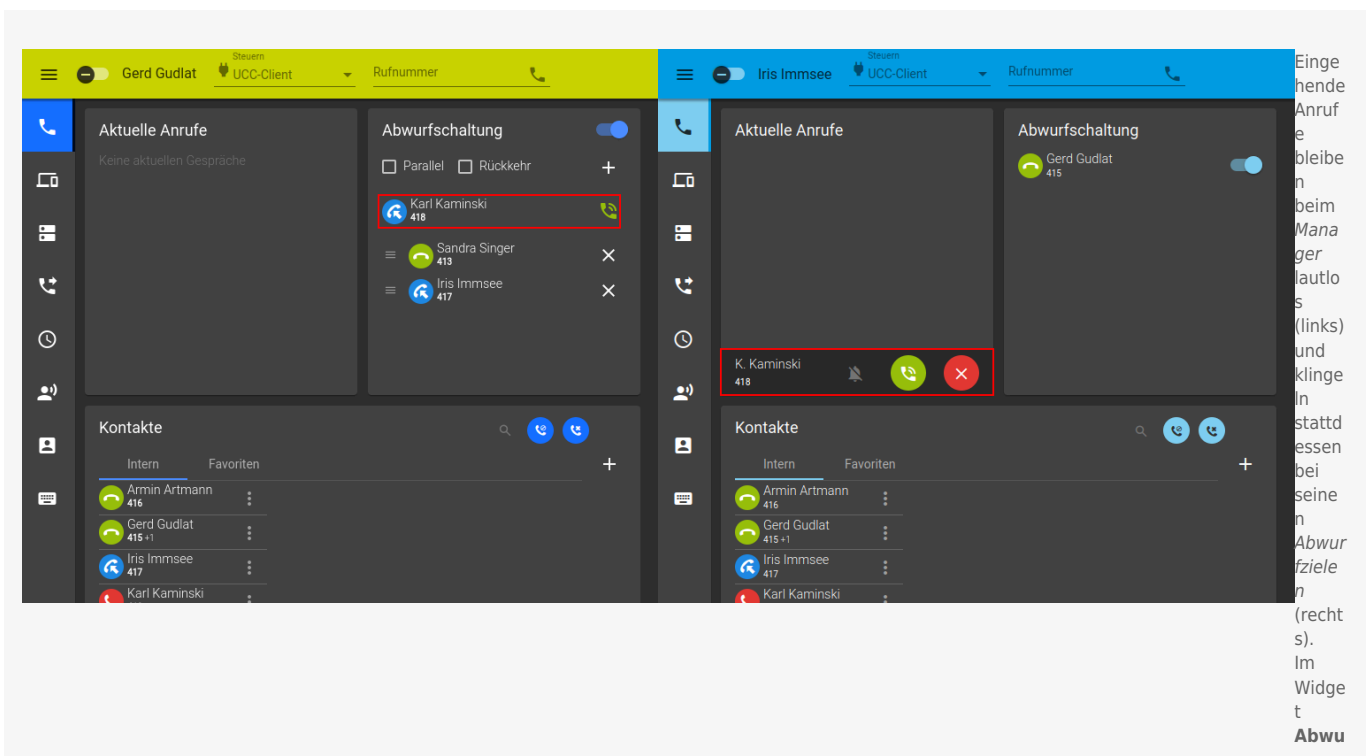 Steuern
Gerd Gudlat
UCC-Client
Rufnummer
Aktuelle Anrufe
Keine aktuellen Gespräche
Abwurfschaltung
Parallel
Rückkehr
Karl Kaminski
418
Sandra Singer
413
Iris Immsee
417
Kontakte
Intern
Favoriten
Armin Artmann
416
Gerd Gudlat
415 +1
Iris Immsee
417
Karl Kaminski
Steuern
Iris Immsee
UCC-Client
Rufnummer
Aktuelle Anrufe
K. Kaminski
418
Abwurfschaltung
Gerd Gudlat
415
Kontakte
Intern
Favoriten
Armin Artmann
416
Gerd Gudlat
415 +1
Iris Immsee
417
Karl Kaminski
Einge
hende
Anruf
e
bleibe
n
beim
Mana
ger
lautlo
s
(links)
und
klinge
ln
stattd
essen
bei
seine
n
Abwur
fziele
n
(recht
s).
Im
Widge
t
Abwu